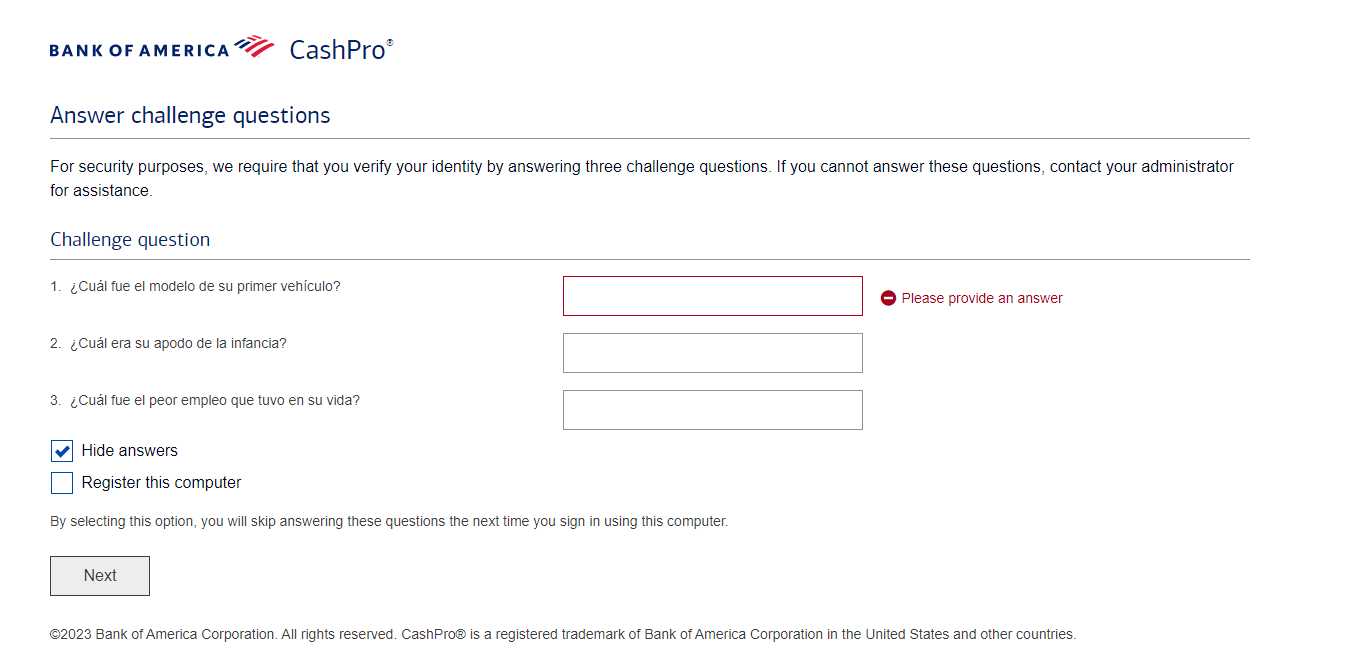 BANK OF AMERICA CashPro®
Answer challenge questions
For security purposes, we require that you verify your identity by answering three challenge questions. If you cannot answer these questions, contact your administrator
for assistance.
Challenge question
1. ¿Cuál fue el modelo de su primer vehículo?
Please provide an answer
2. ¿Cuál era su apodo de la infancia?
3. ¿Cuál fue el peor empleo que tuvo en su vida?
Hide answers
Register this computer
By selecting this option, you will skip answering these questions the next time you sign in using this computer.
Next
©2023 Bank of America Corporation. All rights reserved. CashPro® is a registered trademark of Bank of America Corporation in the United States and other countries.